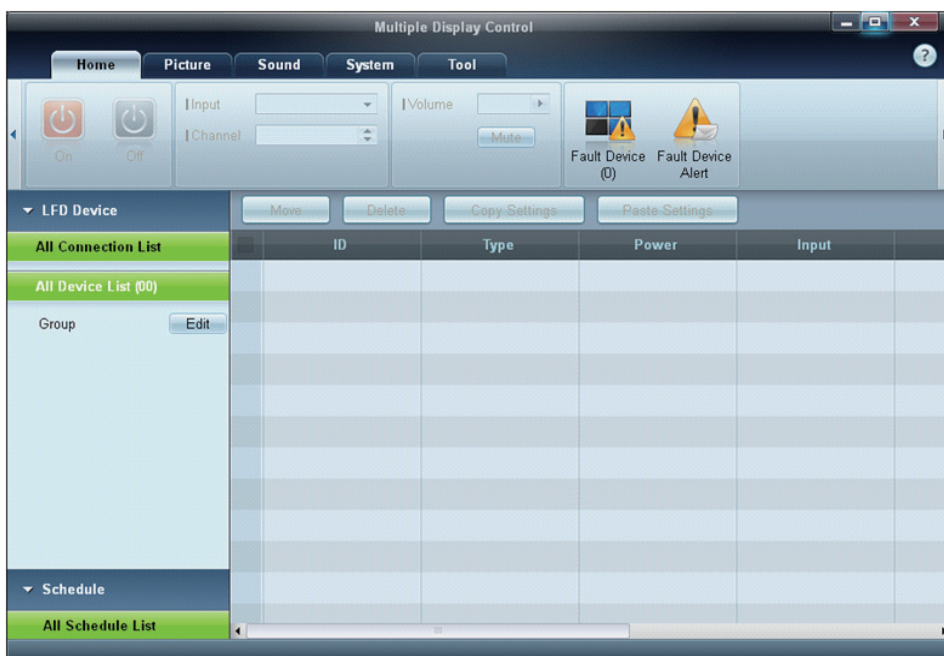 Multiple Display Control
Home Picture Sound System Tool
?
Input
Volume
Channel
Mute
On Off
Fault Device (0)
Fault Device Alert
LFD Device
Move Delete Copy Settings Paste Settings
All Connection List
ID Type Power Input
All Device List (00)
Group Edit
Schedule
All Schedule List